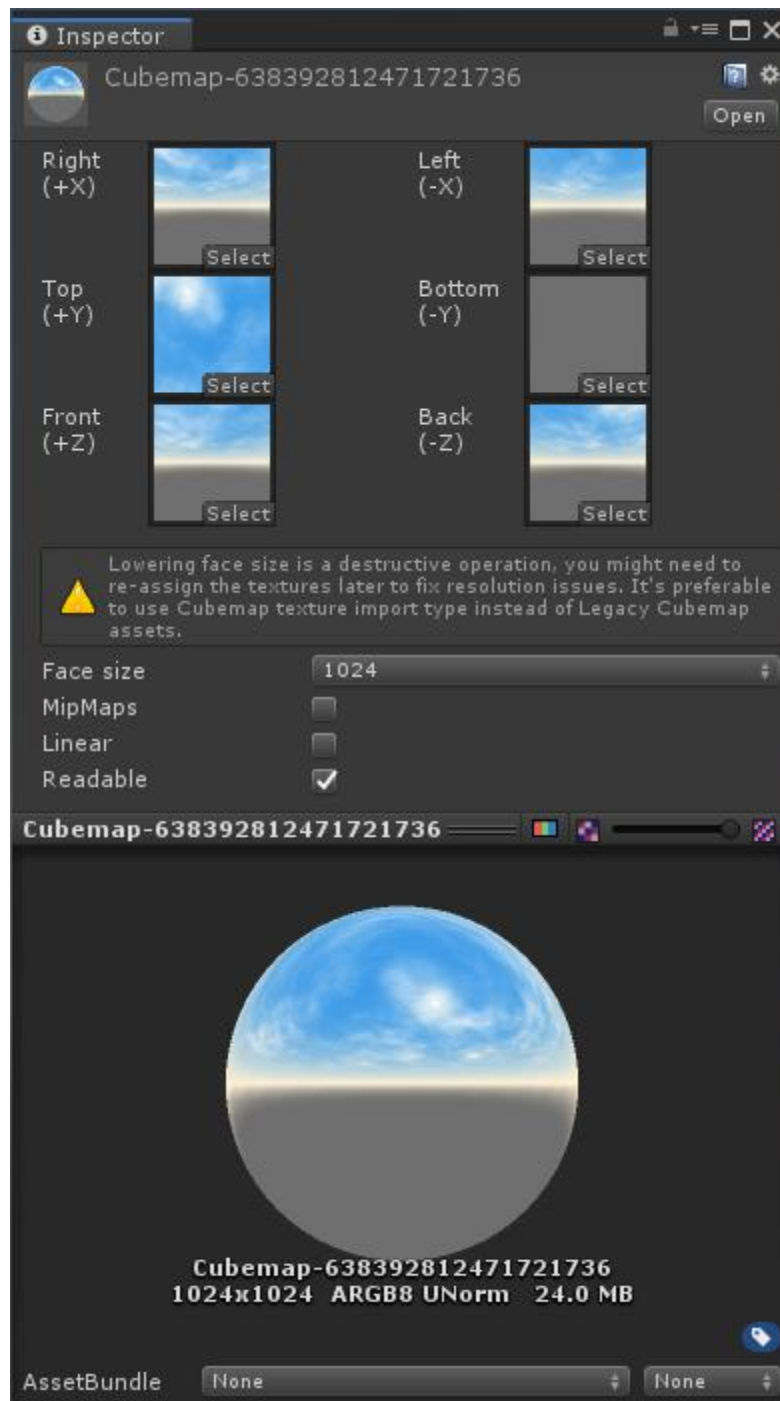 Inspector
Cubemap-638392812471721736
Open
Right
(+X)
Select
Left
(-X)
Select
Top
(+Y)
Select
Bottom
(-Y)
Select
Front
(+Z)
Select
Back
(-Z)
Select
Lowering face size is a destructive operation, you might need to
re-assign the textures later to fix resolution issues. It's preferable
to use Cubemap texture import type instead of Legacy Cubemap
assets.
Face size 1024
MipMaps
Linear
Readable
Cubemap-638392812471721736
Cubemap-638392812471721736
1024x1024 ARGB8 UNorm 24.0 MB
AssetBundle None None